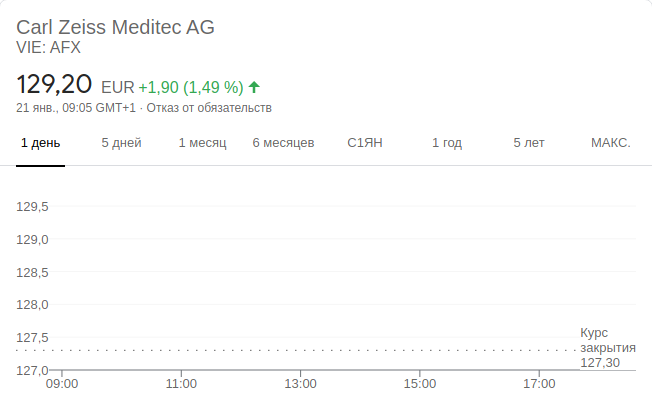 Carl Zeiss Meditec AG
VIE: AFX
129,20 EUR +1,90 (1,49 %)
21 янв., 09:05 GMT+1 · Отказ от обязательств
1 день 5 дней 1 месяц 6 месяцев С1ЯН 1 год 5 лет МАКС.
129,5
129,0
128,5
128,0
127,5
127,0
Курс
закрытия
127,30
09:00 11:00 13:00 15:00 17:00